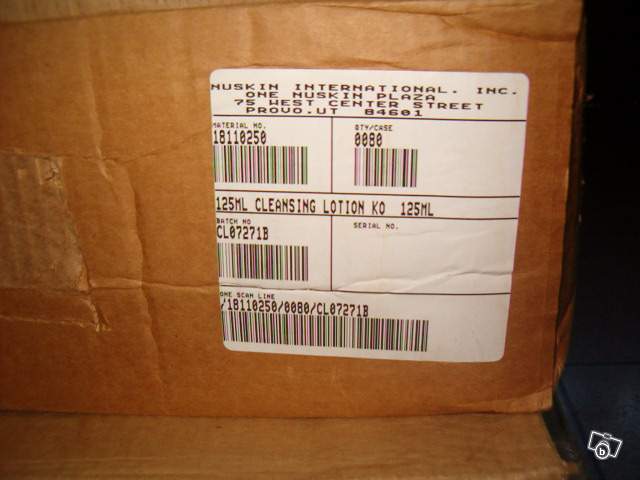 NUSKIN INTERNATIONAL. INC.
ONE NUSKIN PLAZA
75 WEST CENTER STREET
PROVO.UT 84601
MATERIAL NO.
18110250
QTY/CASE
0080
125ML CLEANSING LOTION KO 125ML
BATCH NO
CL07271B
SERIAL NO.
ONE SCAN LINE
/18110250/0080/CL07271B
b